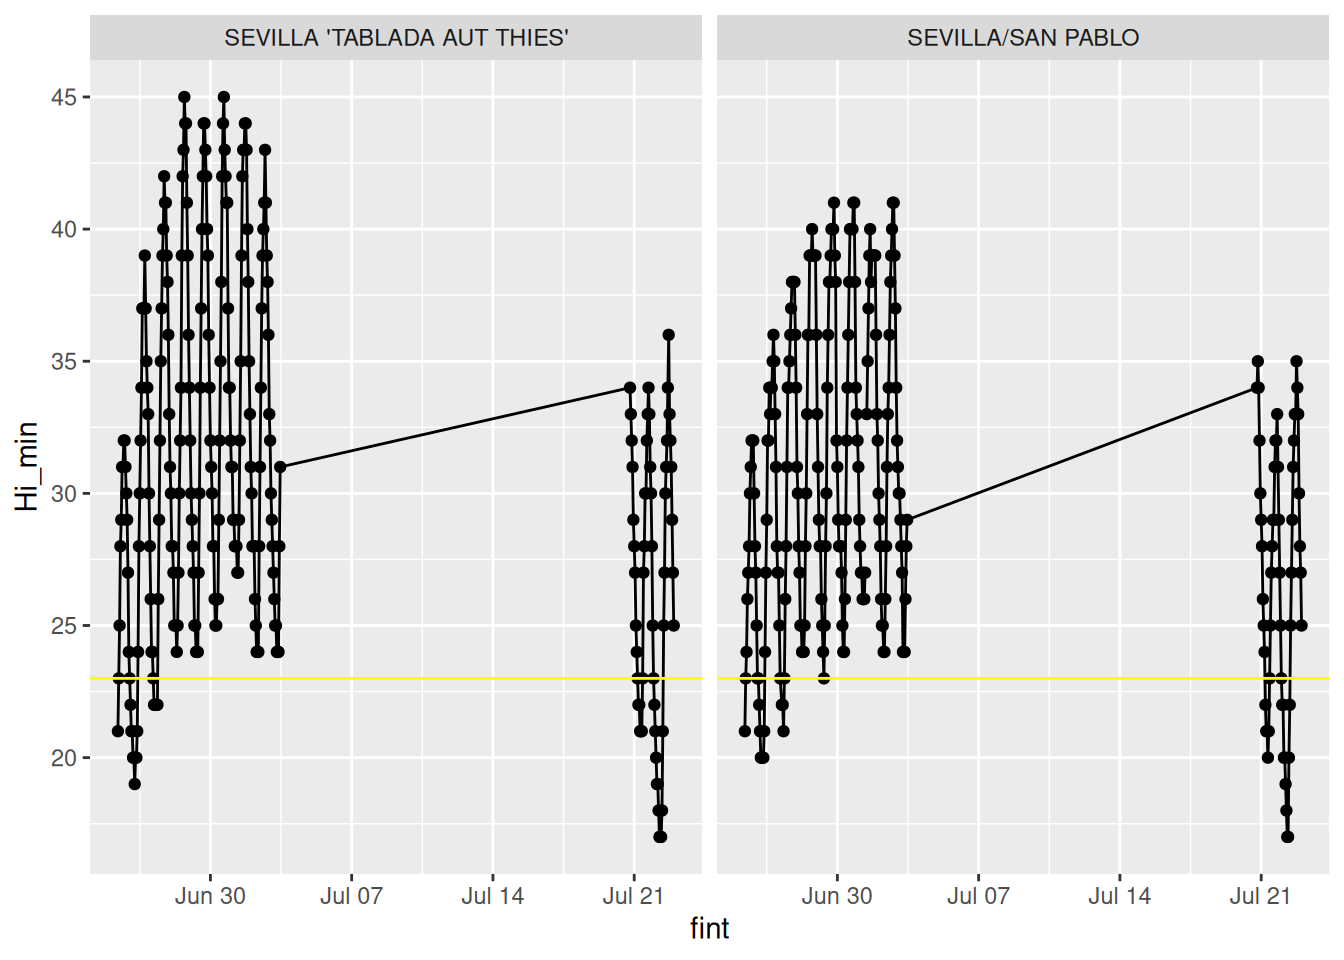 SEVILLA 'TABLADA AUT THIES'
SEVILLA/SAN PABLO
45
40
35
30
25
20
Hi_min
Jun 30
Jul 07
Jul 14
Jul 21
Jun 30
Jul 07
Jul 14
Jul 21
fint